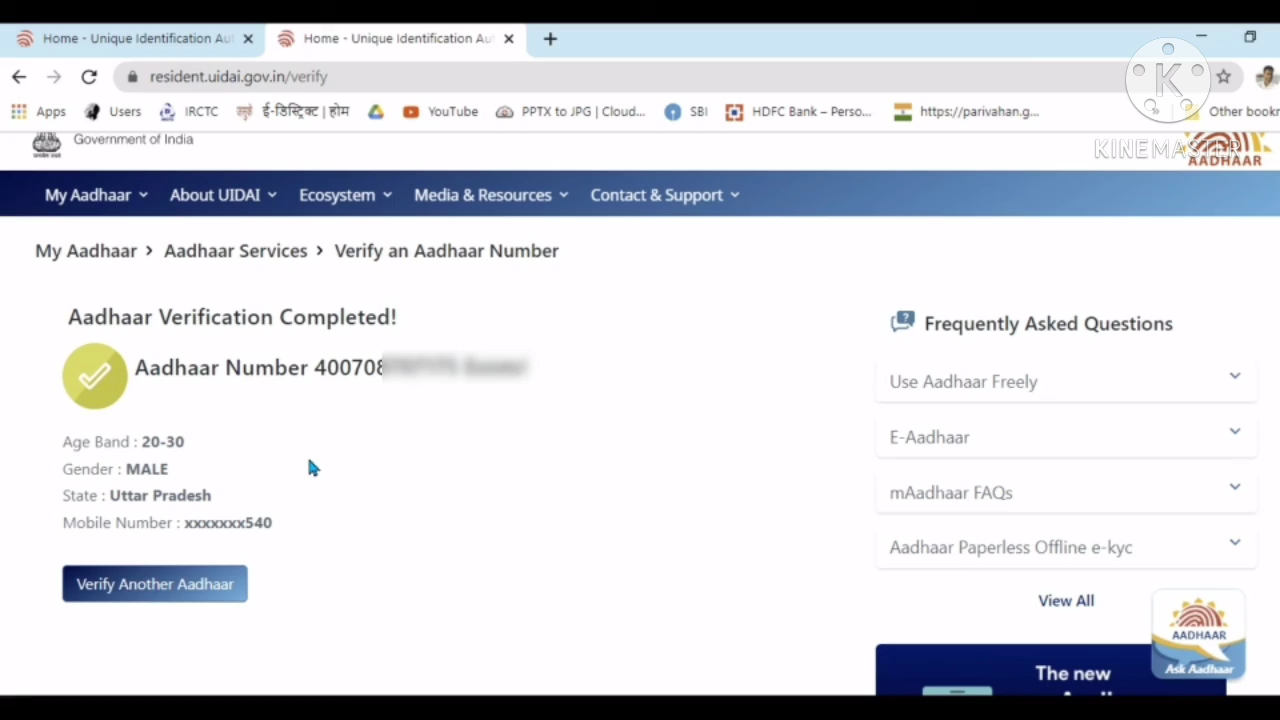 Home - Unique Identification Aut
Home - Unique Identification Aut
resident.uidai.gov.in/verify
Apps Users IRCTC ई-डिस्ट्रिक्ट | होम YouTube PPTX to JPG | Cloud... SBI HDFC Bank – Perso... https://parivahan.g... Other bookm
K
KINEMASTER
Government of India
AADHAAR
My Aadhaar About UIDAI Ecosystem Media & Resources Contact & Support
My Aadhaar > Aadhaar Services > Verify an Aadhaar Number
Aadhaar Verification Completed!
Aadhaar Number 400708
Age Band : 20-30
Gender : MALE
State : Uttar Pradesh
Mobile Number : xxxxxxx540
Verify Another Aadhaar
Frequently Asked Questions
Use Aadhaar Freely
E-Aadhaar
mAadhaar FAQs
Aadhaar Paperless Offline e-kyc
View All
AADHAAR
Ask Aadhaar
The new